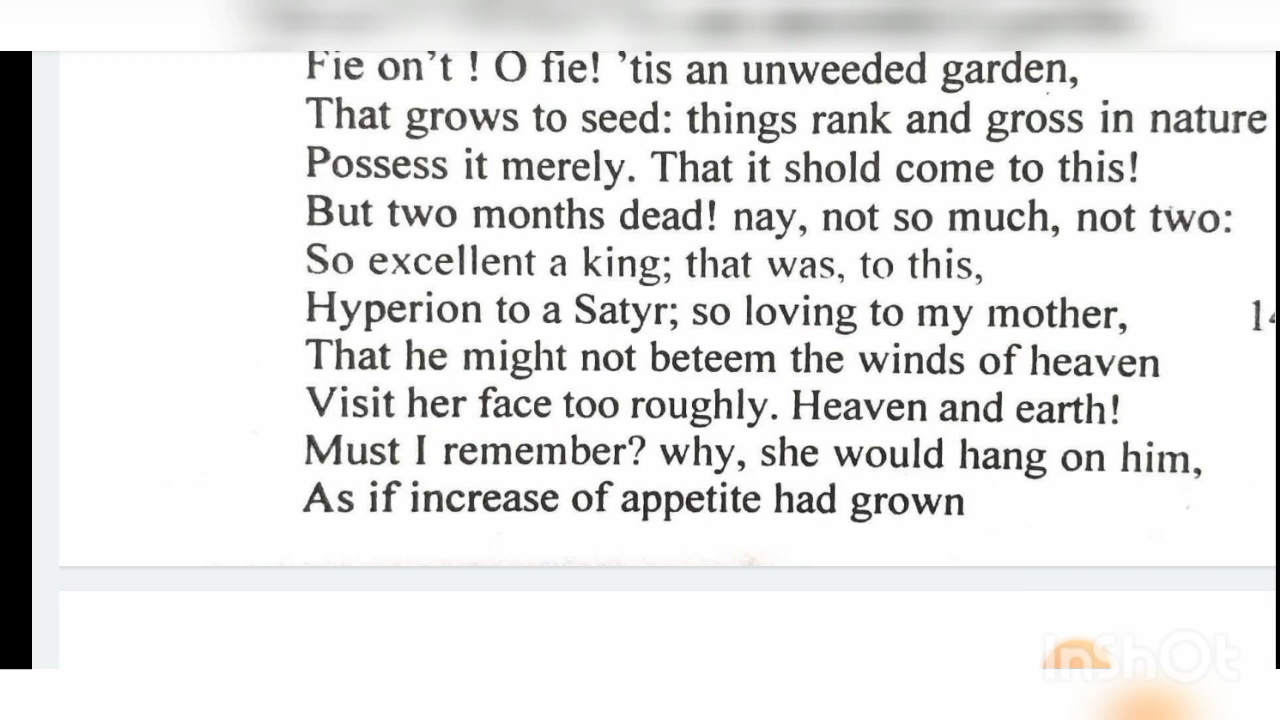 Fie on't ! O fie! 'tis an unweeded garden,
That grows to seed: things rank and gross in nature
Possess it merely. That it shold come to this!
But two months dead! nay, not so much, not two:
So excellent a king; that was, to this,
Hyperion to a Satyr; so loving to my mother,
That he might not beteem the winds of heaven
Visit her face too roughly. Heaven and earth!
Must I remember? why, she would hang on him,
As if increase of appetite had grown
InShOt